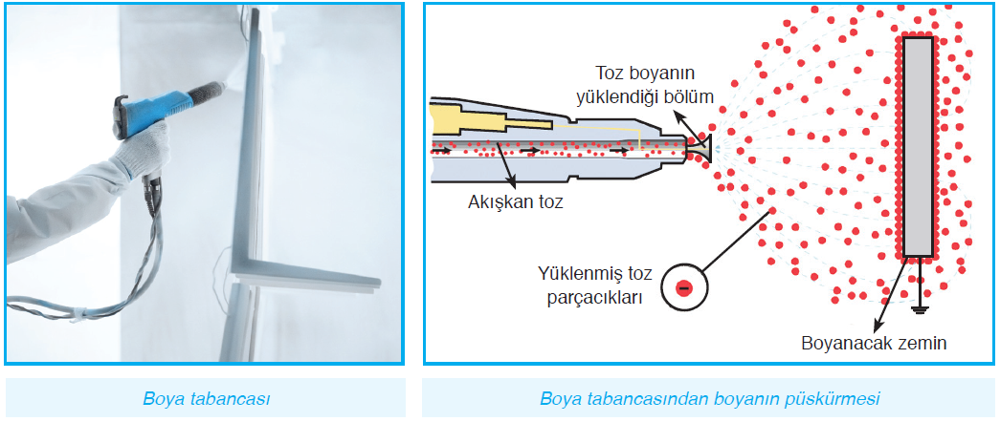 Toz boyanın
yüklendiği bölüm
Akışkan toz
Yüklenmiş toz
parçacıkları
Boyanacak zemin
Boya tabancası
Boya tabancasından boyanın püskürmesi